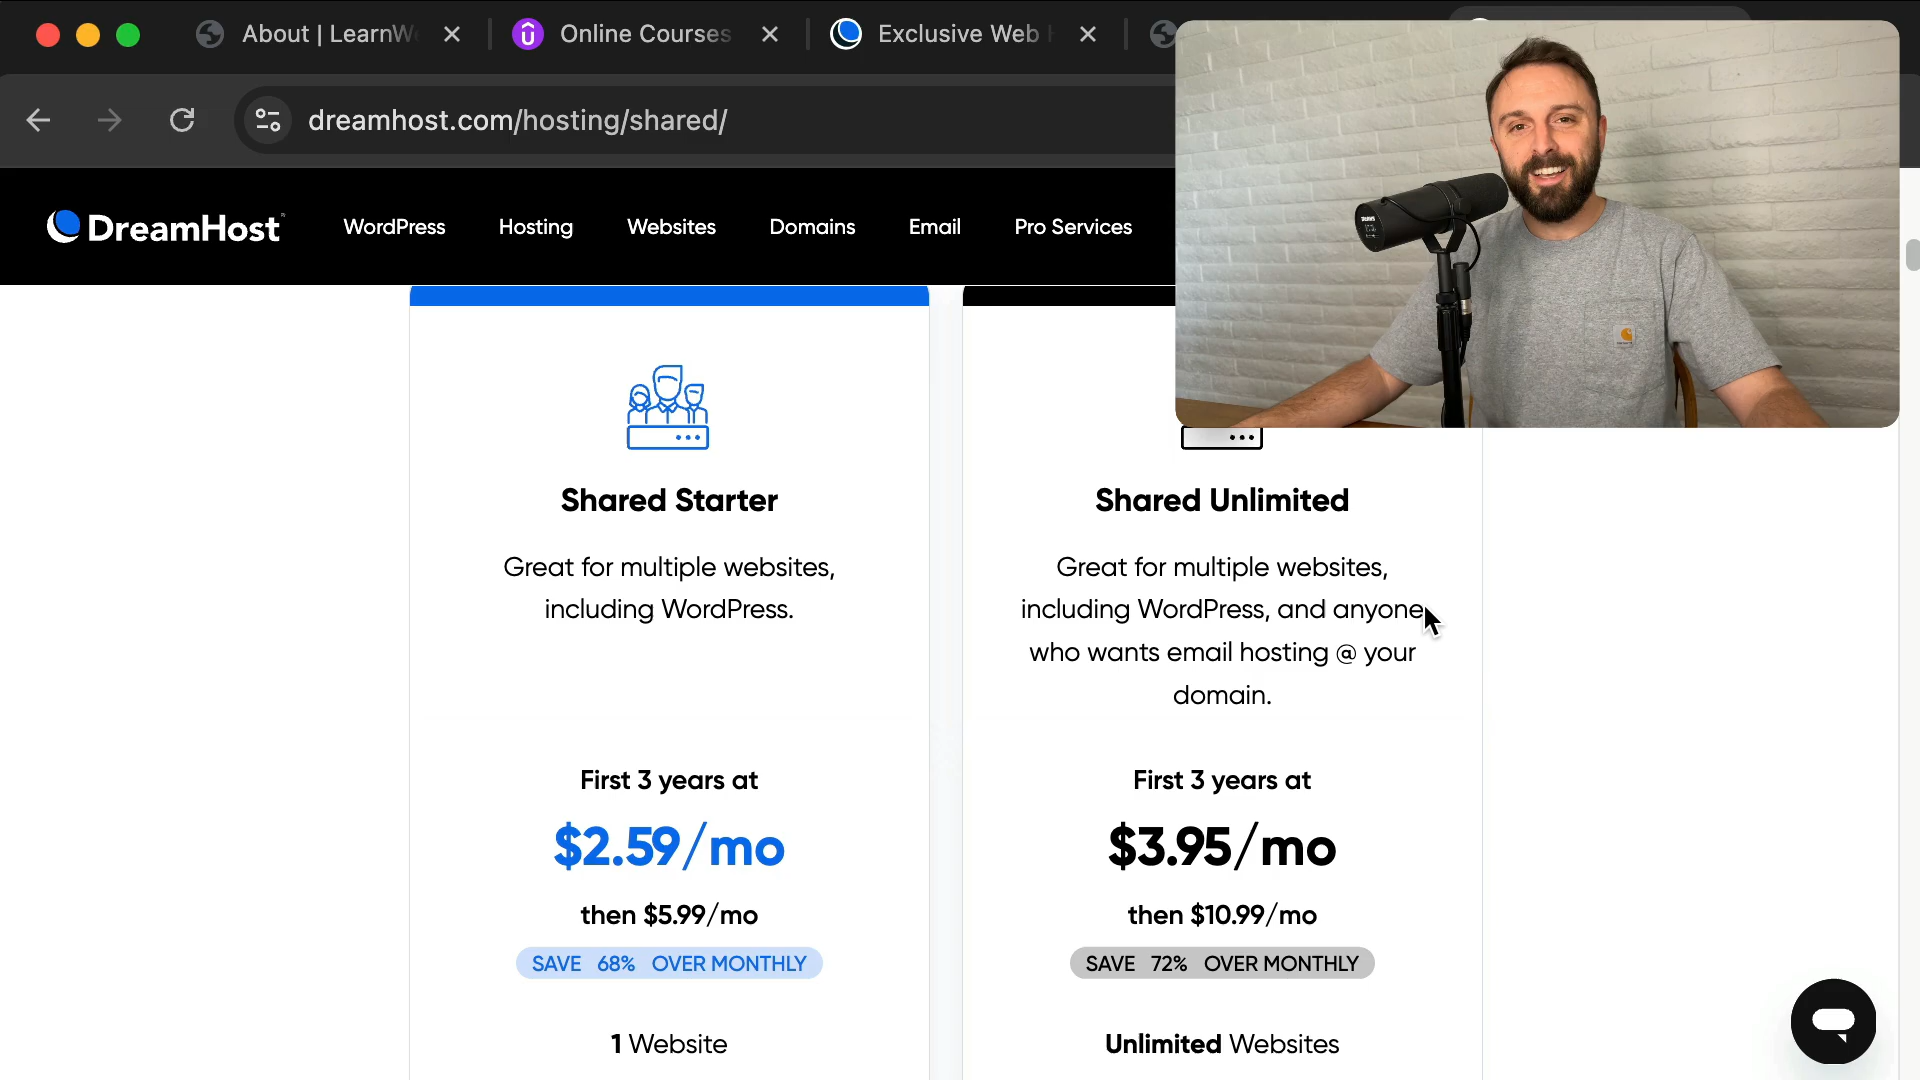 About | LearnW
Online Courses
Exclusive Web
dreamhost.com/hosting/shared/
DreamHost
WordPress
Hosting
Websites
Domains
Email
Pro Services
Shared Starter
Great for multiple websites,
including WordPress.
First 3 years at
$2.59/mo
then $5.99/mo
SAVE 68% OVER MONTHLY
1 Website
Shared Unlimited
Great for multiple websites,
including WordPress, and anyone
who wants email hosting @ your
domain.
First 3 years at
$3.95/mo
then $10.99/mo
SAVE 72% OVER MONTHLY
Unlimited Websites